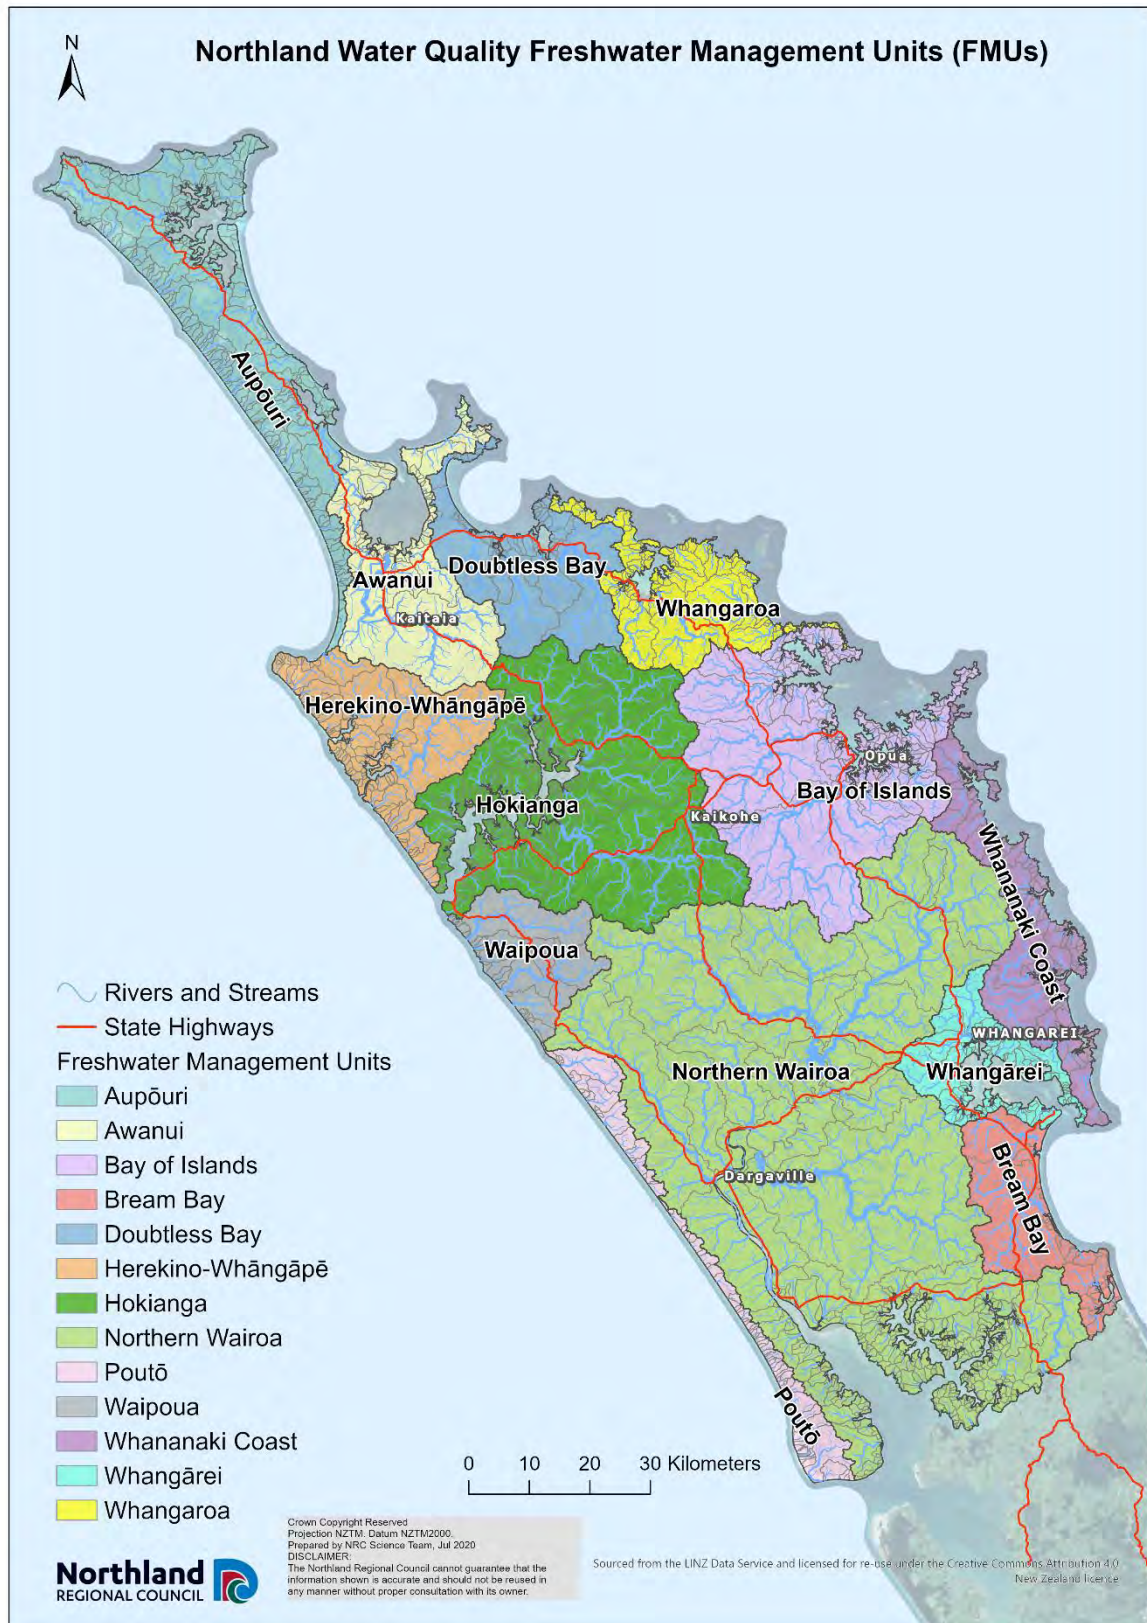 Northland Water Quality Freshwater Management Units (FMUs)
N
Aupōuri
Awanui
Kaitaia
Doubtless Bay
Whangaroa
Herekino-Whāngāpē
Hokianga
Opua
Bay of Islands
Kaikohe
Whananaki Coast
Waipoua
WHANGAREI
Whangārei
Northern Wairoa
Dargaville
Bream Bay
Poutō
Rivers and Streams
State Highways
Freshwater Management Units
Aupōuri
Awanui
Bay of Islands
Bream Bay
Doubtless Bay
Herekino-Whāngāpē
Hokianga
Northern Wairoa
Poutō
Waipoua
Whananaki Coast
Whangārei
Whangaroa
0 10 20 30 Kilometers
Crown Copyright Reserved
Projection NZTM. Datum NZTM2000.
Prepared by NRC Science Team, Jul 2020
DISCLAIMER:
The Northland Regional Council cannot guarantee that the
information shown is accurate and should not be reused in
any manner without proper consultation with its owner.
Northland
REGIONAL COUNCIL
Sourced from the LINZ Data Service and licensed for re-use under the Creative Commons Attribution 4.0
New Zealand licence